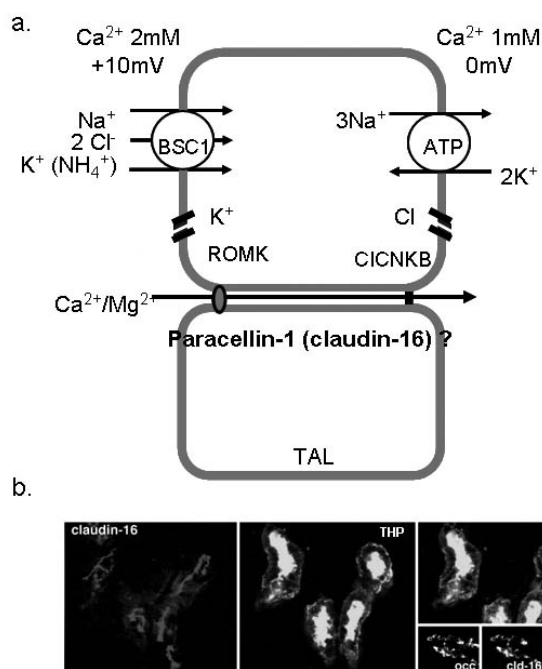 a.
Ca²⁺ 2mM
+10mV
Ca²⁺ 1mM
0mV
Na⁺
2 Cl⁻
K⁺ (NH₄⁺)
BSC1
3Na⁺
ATP
2K⁺
K⁺
ROMK
Cl
ClCNKB
Ca²⁺/Mg²⁺
Paracellin-1 (claudin-16) ?
TAL
b.
claudin-16
THP
occ
cld-16